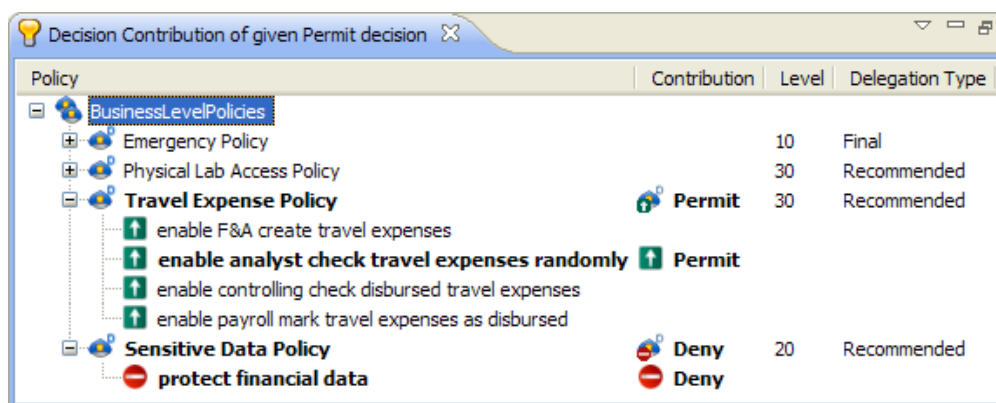 Decision Contribution of given Permit decision
Policy Contribution Level Delegation Type
BusinessLevelPolicies
Emergency Policy 10 Final
Physical Lab Access Policy 30 Recommended
Travel Expense Policy Permit 30 Recommended
enable F&A create travel expenses
enable analyst check travel expenses randomly Permit
enable controlling check disbursed travel expenses
enable payroll mark travel expenses as disbursed
Sensitive Data Policy Deny 20 Recommended
protect financial data Deny